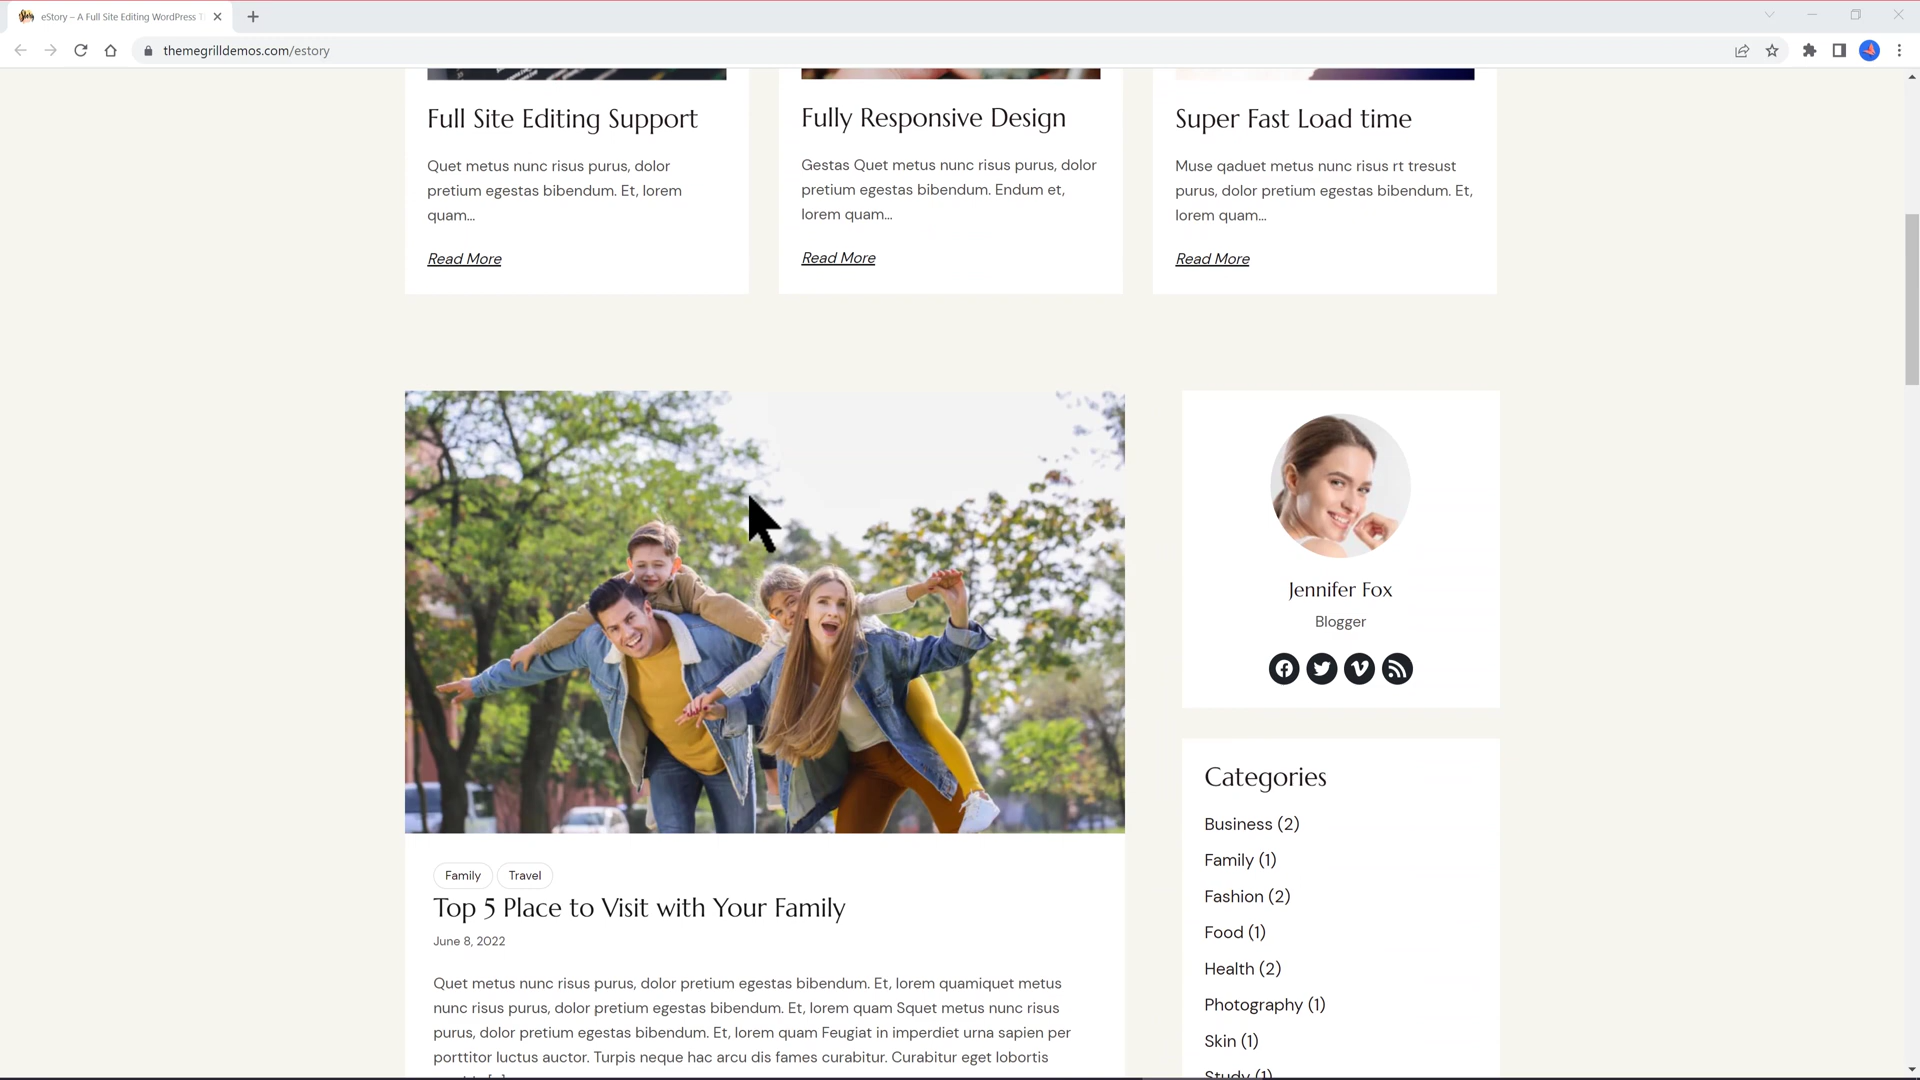 eStory – A Full Site Editing WordPress T
themegrilldemos.com/estory
Full Site Editing Support
Quet metus nunc risus purus, dolor
pretium egestas bibendum. Et, lorem
quam...
Read More
Fully Responsive Design
Gestas Quet metus nunc risus purus, dolor
pretium egestas bibendum. Endum et,
lorem quam...
Read More
Super Fast Load time
Muse qaduet metus nunc risus rt tresust
purus, dolor pretium egestas bibendum. Et,
lorem quam...
Read More
Family
Travel
Top 5 Place to Visit with Your Family
June 8, 2022
Quet metus nunc risus purus, dolor pretium egestas bibendum. Et, lorem quamiquet metus
nunc risus purus, dolor pretium egestas bibendum. Et, lorem quam Squet metus nunc risus
purus, dolor pretium egestas bibendum. Et, lorem quam Feugiat in imperdiet urna sapien per
porttitor luctus auctor. Turpis neque hac arcu dis fames curabitur. Curabitur eget lobortis
Jennifer Fox
Blogger
Categories
Business (2)
Family (1)
Fashion (2)
Food (1)
Health (2)
Photography (1)
Skin (1)
Study (1)